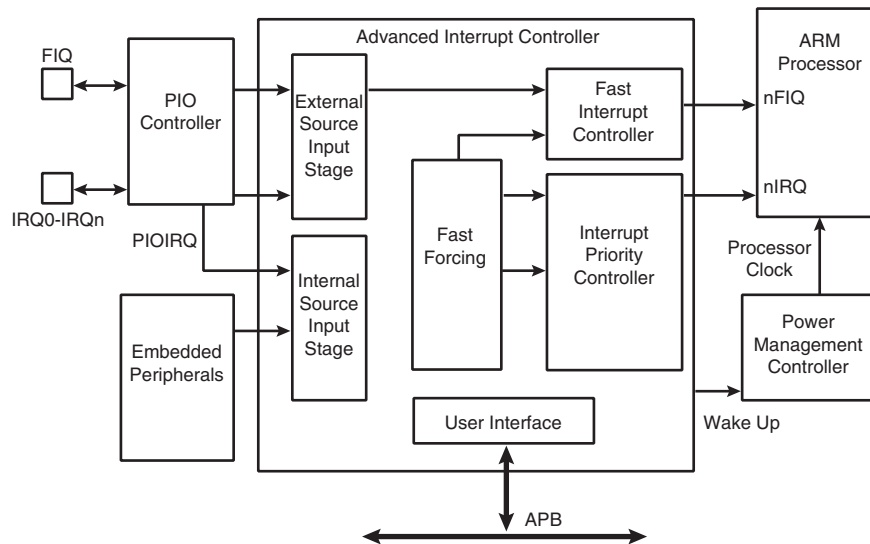 FIQ
IRQ0-IRQn
PIO
Controller
PIOIRQ
Embedded
Peripherals
Advanced Interrupt Controller
External
Source
Input
Stage
Internal
Source
Input
Stage
Fast
Forcing
Fast
Interrupt
Controller
Interrupt
Priority
Controller
User Interface
APB
ARM
Processor
nFIQ
nIRQ
Processor
Clock
Power
Management
Controller
Wake Up